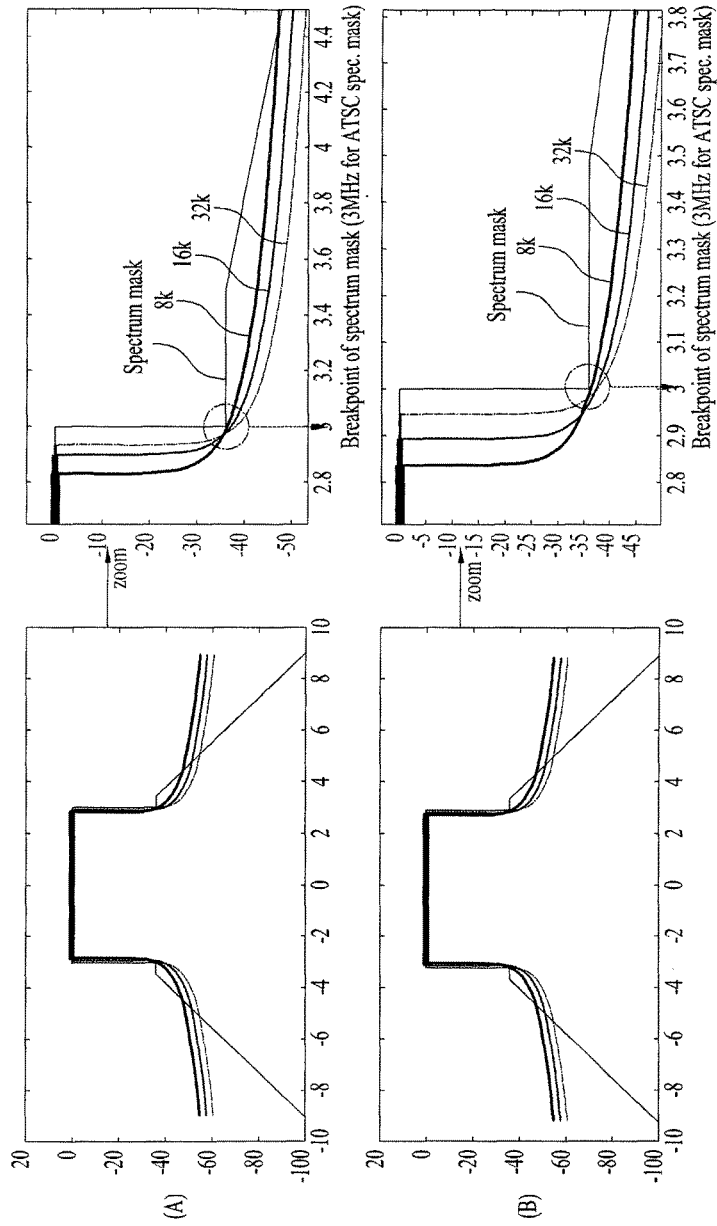 (A)
20
0
-20
-40
-60
-80
-100
-10 -8 -6 -4 -2 0 2 4 6 8 10
zoom
0
-10
-20
-30
-40
-50
Spectrum mask
8k
16k
32k
2.8 3 3.2 3.4 3.6 3.8 4 4.2 4.4
Breakpoint of spectrum mask (3MHz for ATSC spec. mask)
(B)
20
0
-20
-40
-60
-80
-100
-10 -8 -6 -4 -2 0 2 4 6 8 10
zoom
0
-5
-10
-15
-20
-25
-30
-35
-40
-45
Spectrum mask
8k
16k
32k
2.8 2.9 3 3.1 3.2 3.3 3.4 3.5 3.6 3.7 3.8
Breakpoint of spectrum mask (3MHz for ATSC spec. mask)